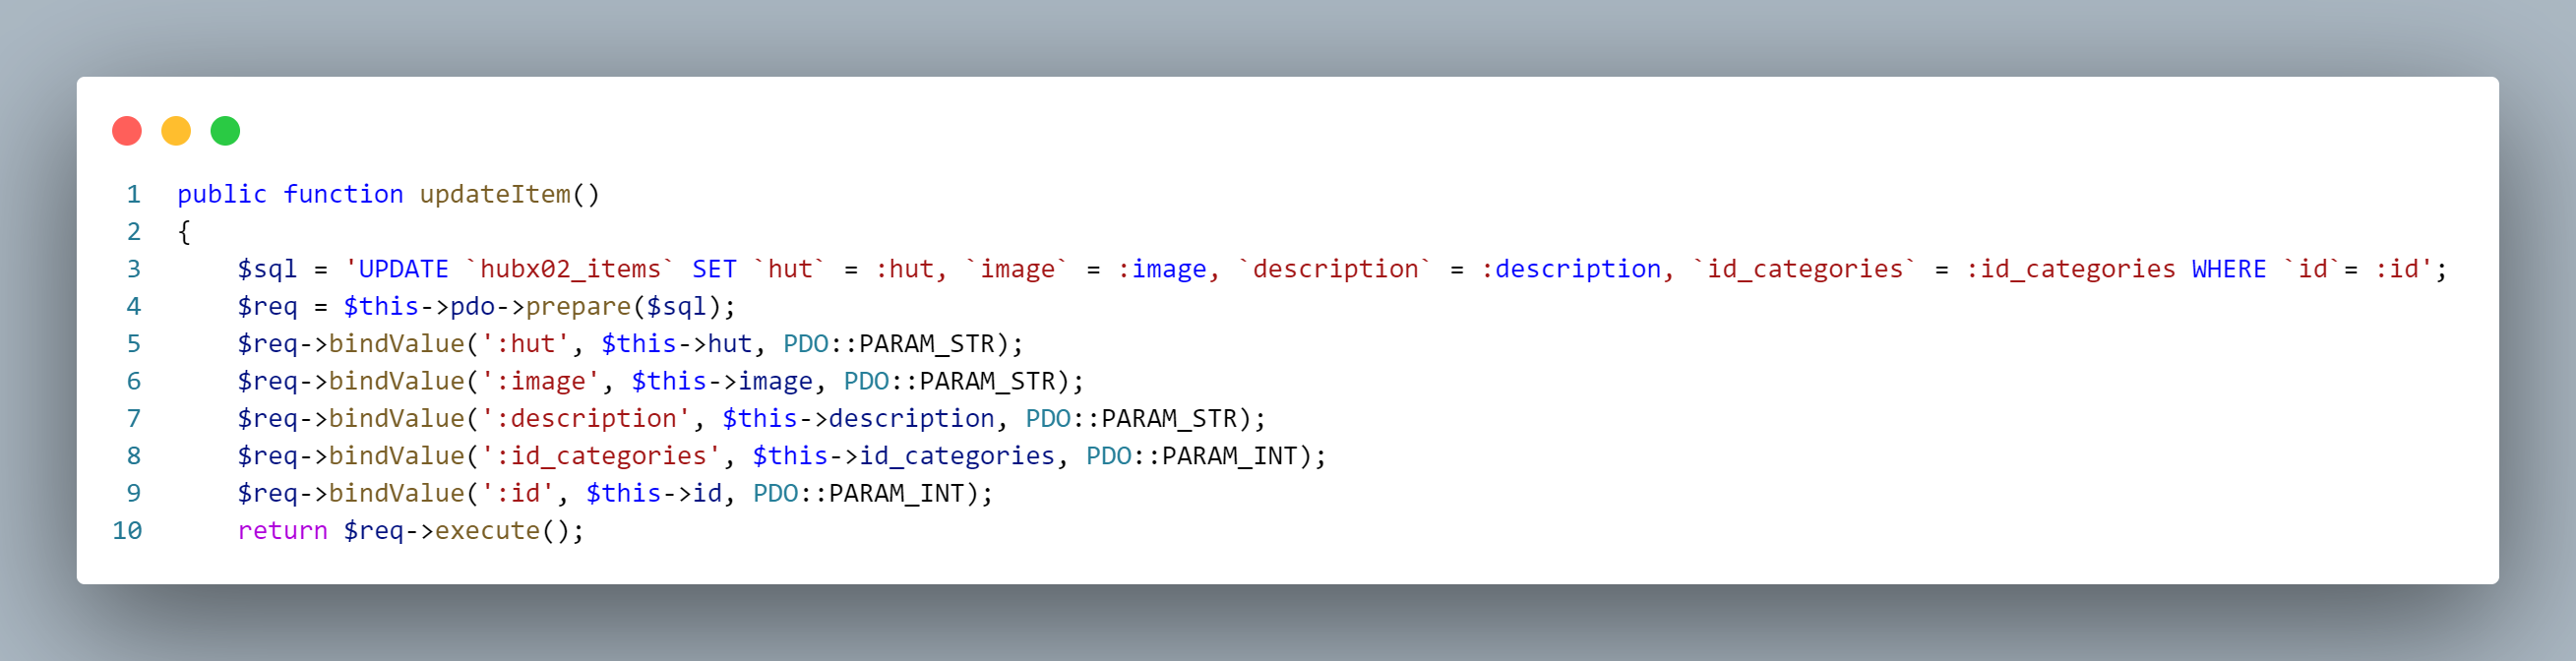 1 public function updateItem()
2 {
3     $sql = 'UPDATE `hubx02_items` SET `hut` = :hut, `image` = :image, `description` = :description, `id_categories` = :id_categories WHERE `id`= :id';
4     $req = $this->pdo->prepare($sql);
5     $req->bindValue(':hut', $this->hut, PDO::PARAM_STR);
6     $req->bindValue(':image', $this->image, PDO::PARAM_STR);
7     $req->bindValue(':description', $this->description, PDO::PARAM_STR);
8     $req->bindValue(':id_categories', $this->id_categories, PDO::PARAM_INT);
9     $req->bindValue(':id', $this->id, PDO::PARAM_INT);
10     return $req->execute();